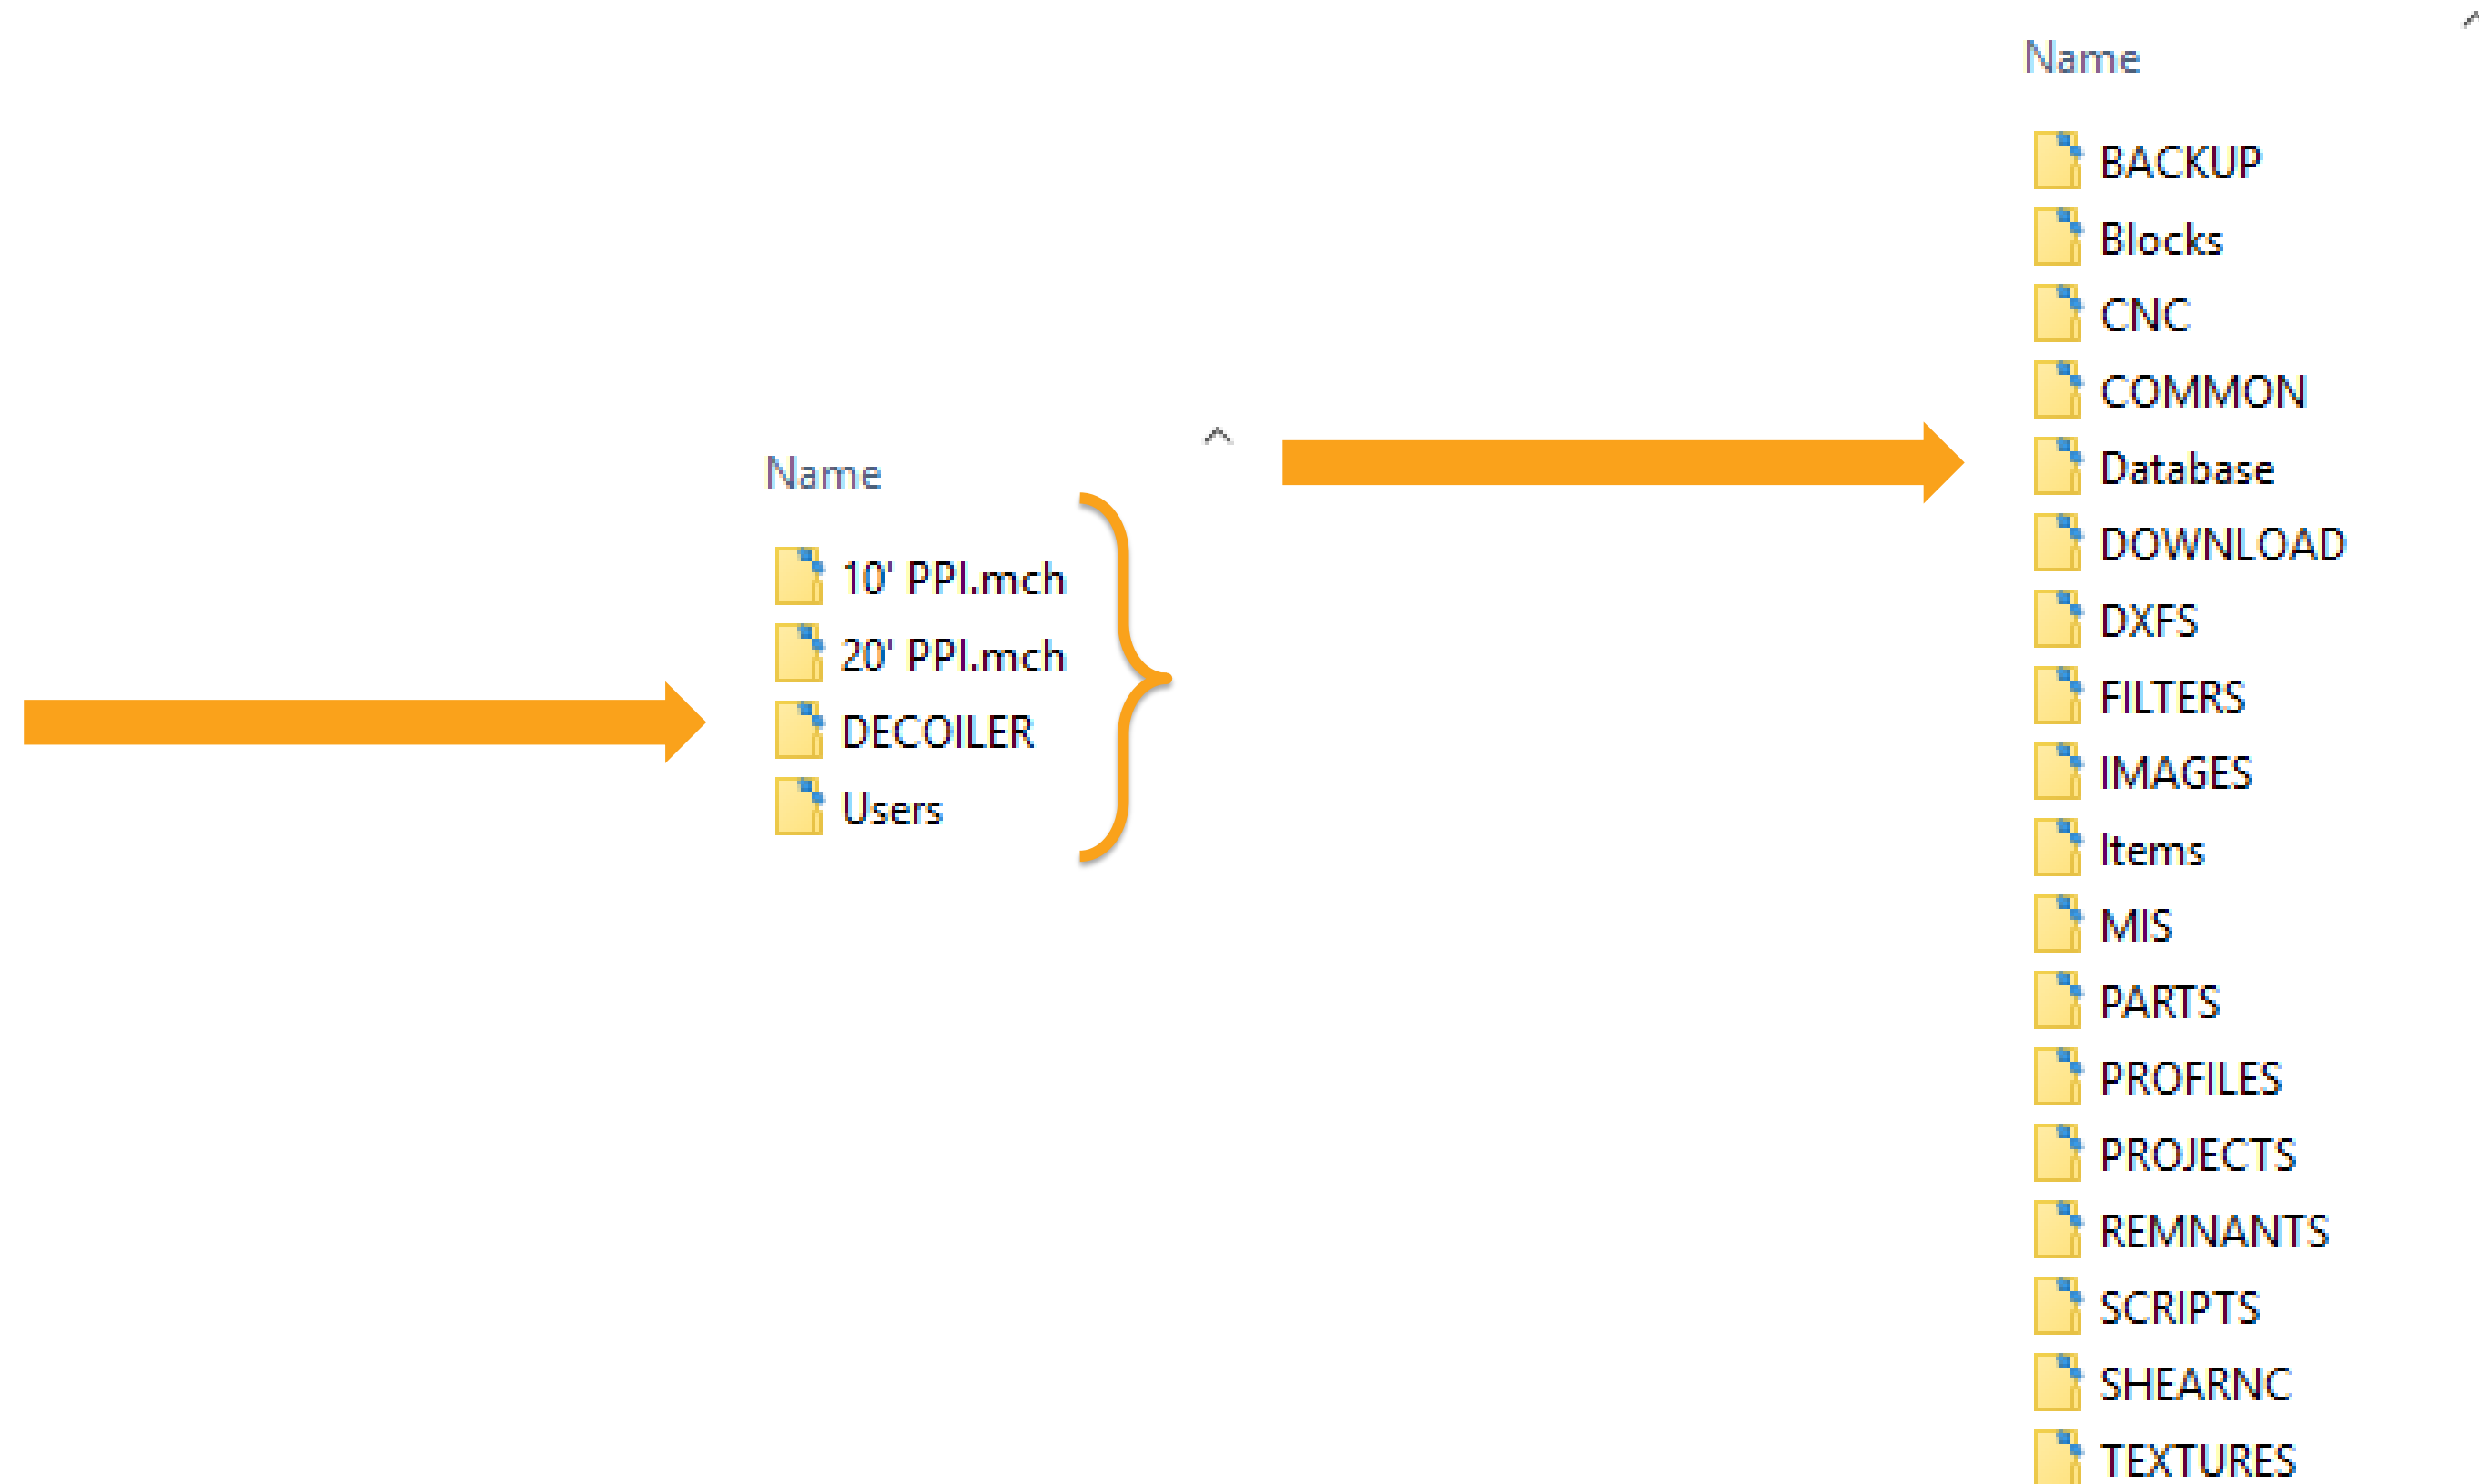 Name
10' PPI.mch
20' PPI.mch
DECOILER
Users
Name
BACKUP
Blocks
CNC
COMMON
Database
DOWNLOAD
DXFS
FILTERS
IMAGES
Items
MIS
PARTS
PROFILES
PROJECTS
REMNANTS
SCRIPTS
SHEARNC
TEXTURES